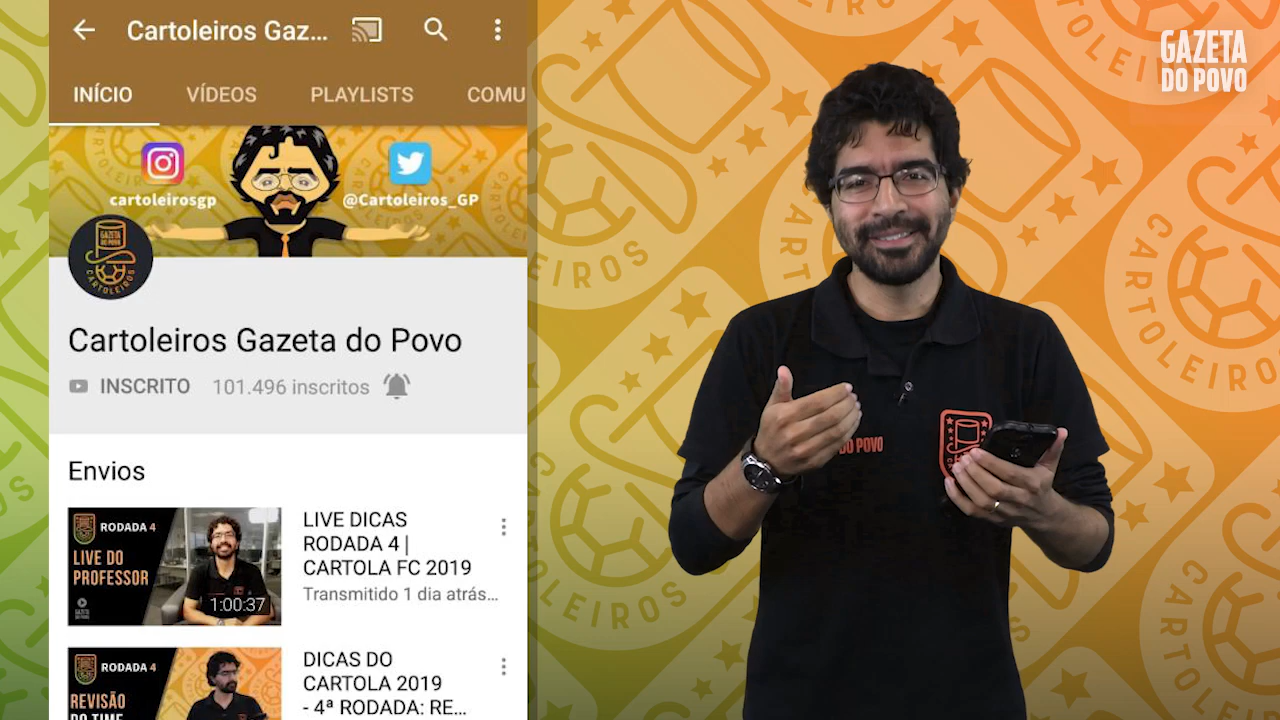 Cartoleiros Gaz...
INÍCIO VÍDEOS PLAYLISTS COMU
cartoleirosgp
@Cartoleiros_GP
GAZETA
DO POVO
CARTOLEIROS
Cartoleiros Gazeta do Povo
INSCRITO 101.496 inscritos
Envios
RODADA 4
LIVE DO
PROFESSOR
1:00:37
LIVE DICAS
RODADA 4 |
CARTOLA FC 2019
Transmitido 1 dia atrás...
RODADA 4
REVISÃO
DO TIME
DICAS DO
CARTOLA 2019
- 4ª RODADA: RE...
GAZETA
DO POVO
DO POVO
CARTOLEIROS
CARTOLEIROS